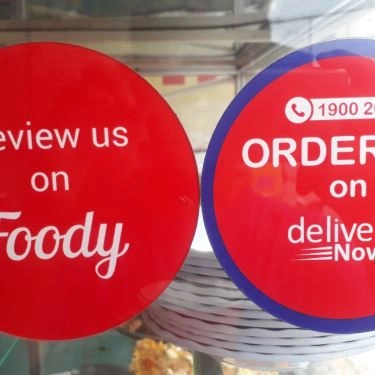 eview us
on
Foody
1900 20
ORDER
on
delive
Now